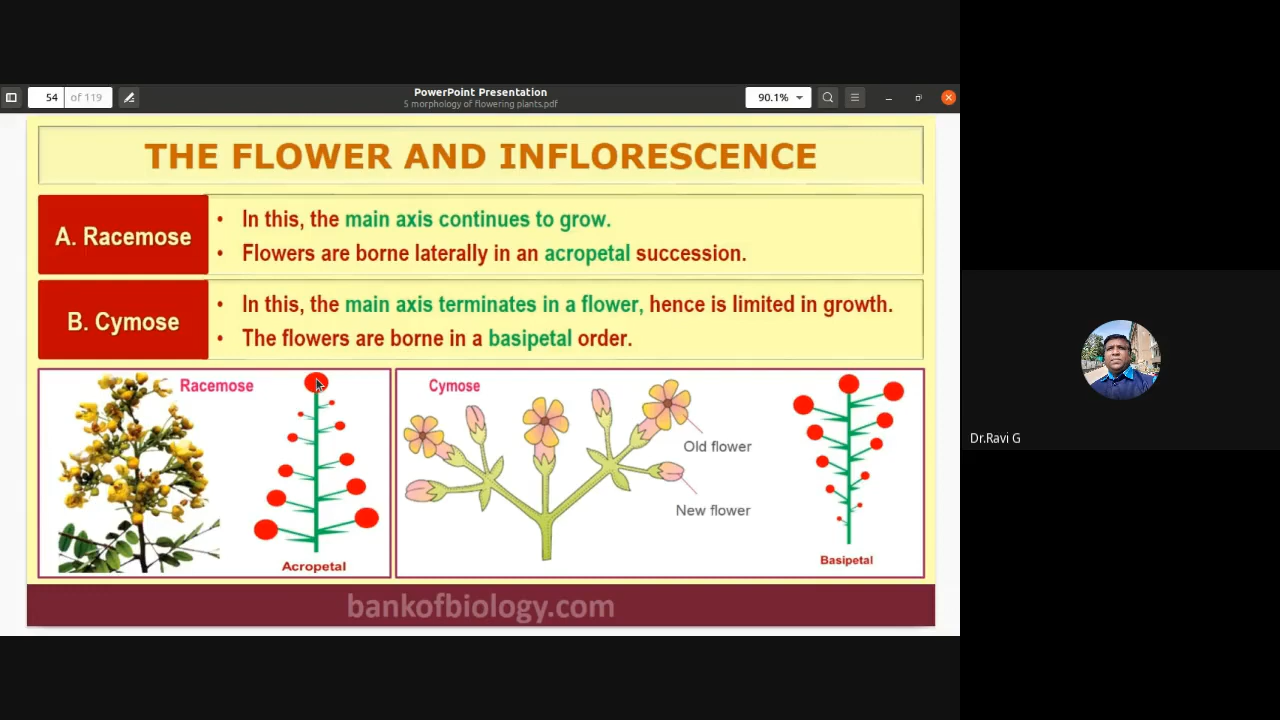 PowerPoint Presentation
54 of 119
5 morphology of flowering plants.pdf
90.1%
THE FLOWER AND INFLORESCENCE
A. Racemose
• In this, the main axis continues to grow.
• Flowers are borne laterally in an acropetal succession.
B. Cymose
• In this, the main axis terminates in a flower, hence is limited in growth.
• The flowers are borne in a basipetal order.
Racemose
Acropetal
Cymose
Old flower
New flower
Basipetal
bankofbiology.com
Dr.Ravi G